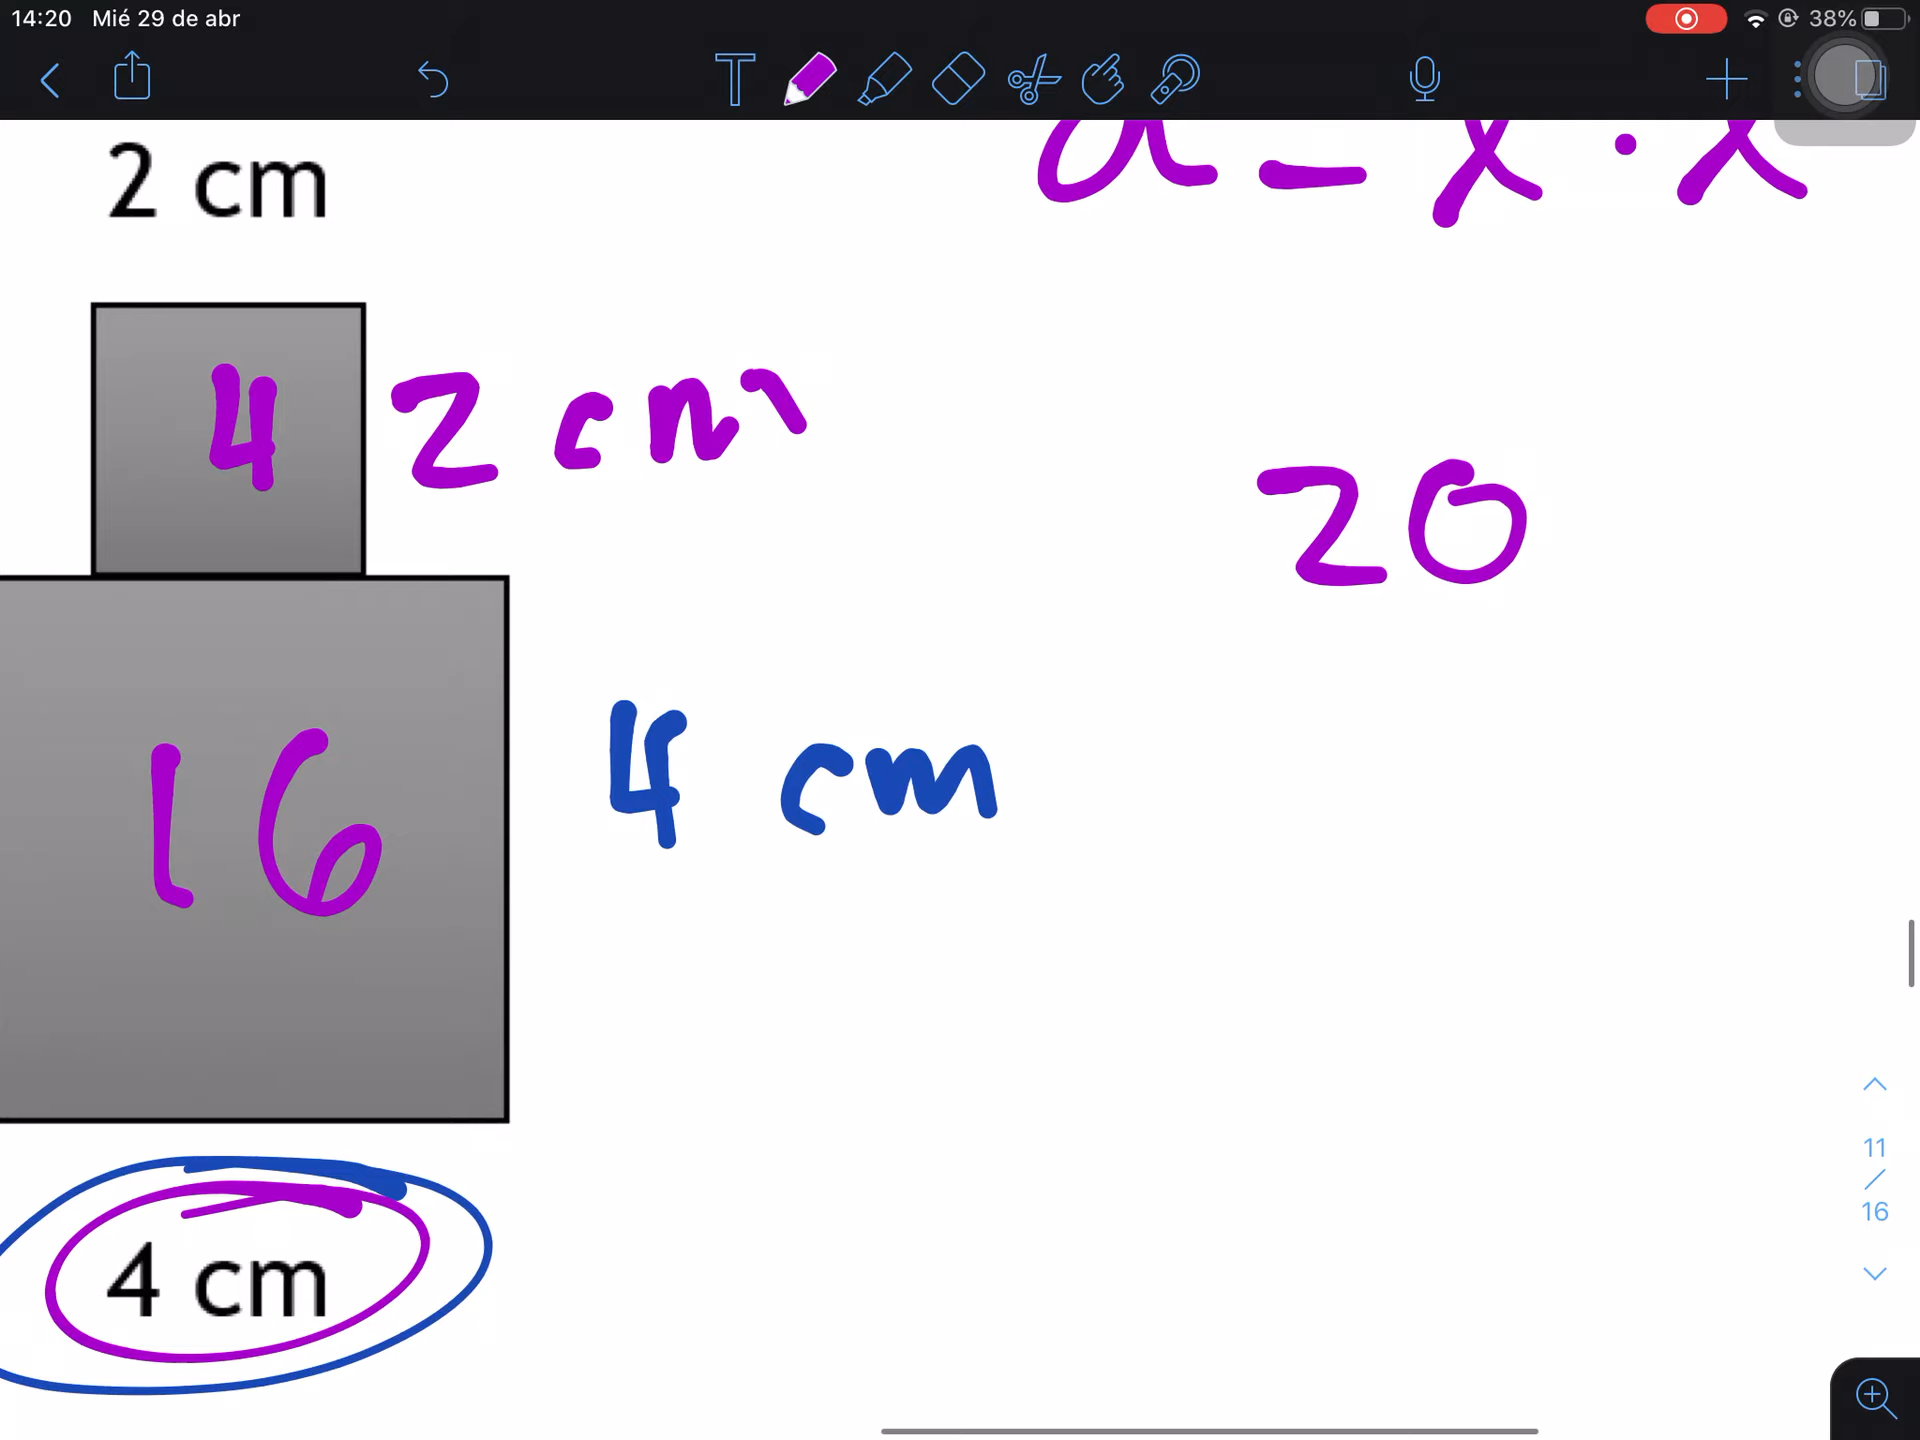 14:20 Mié 29 de abr 38%
T
2 cm
a = x · x
4 2 cm
20
16 4 cm
11
/
16
4 cm